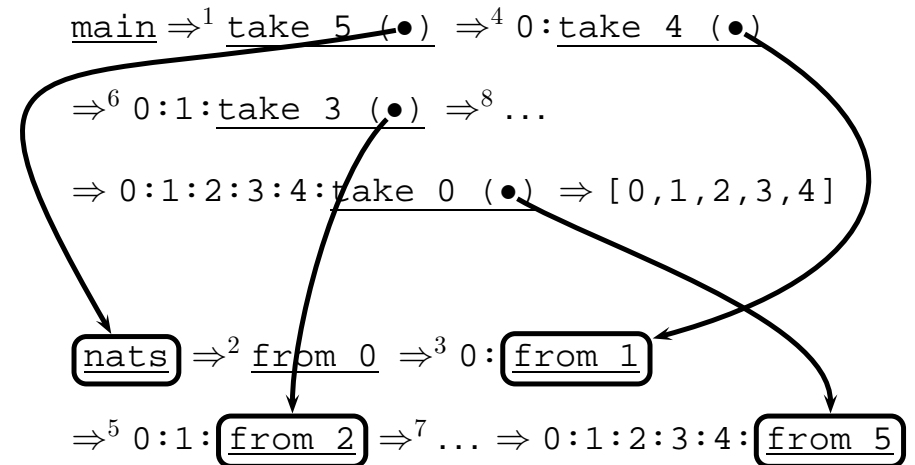 main ⇒¹ take 5 (●) ⇒⁴ 0:take 4 (●)
⇒⁶ 0:1:take 3 (●) ⇒⁸ ...
⇒ 0:1:2:3:4:take 0 (●) ⇒ [0,1,2,3,4]
nats ⇒² from 0 ⇒³ 0:from 1
⇒⁵ 0:1:from 2 ⇒⁷ ... ⇒ 0:1:2:3:4:from 5